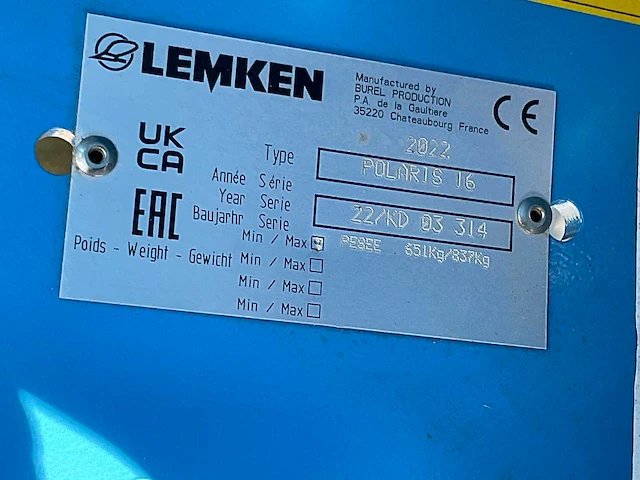 LEMKEN
Manufactured by
BUREL PRODUCTION
P.A. de la Gaultiere
35220 Chateaubourg France
CE
UK
CA
EAC
2022
Type POLARIS 16
Année Série
Year Serie 22/KD 03 314
Baujahr Serie
Min / Max PESEE 651Kg/837Kg
Poids - Weight - Gewicht Min / Max
Min / Max
Min / Max